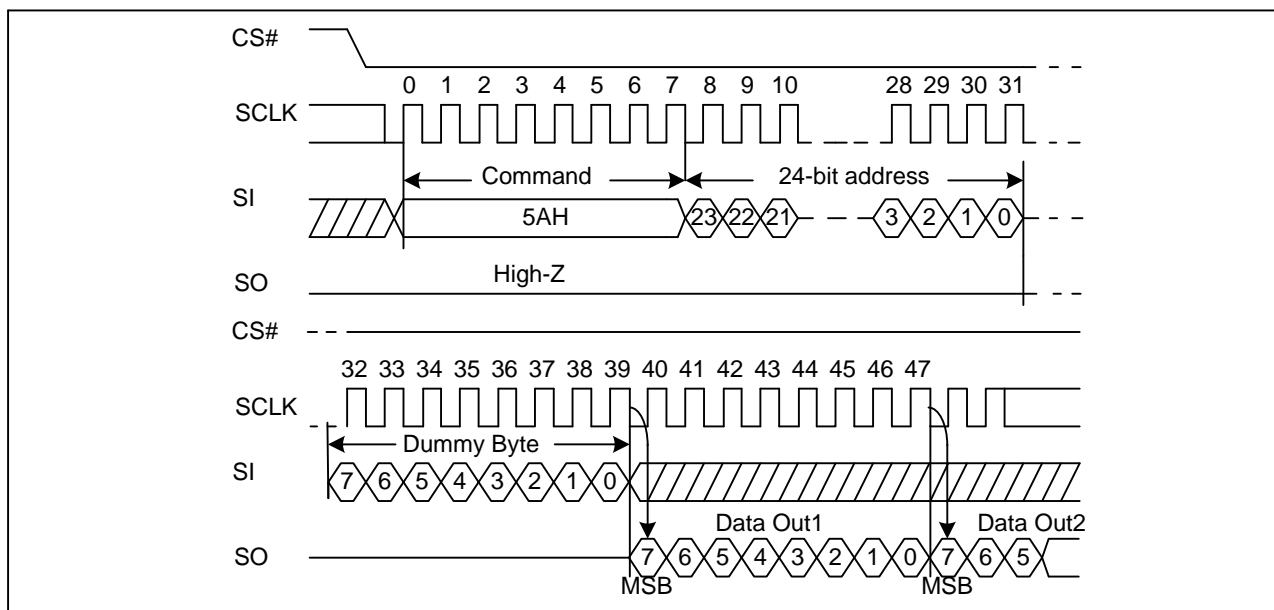 CS#
0 1 2 3 4 5 6 7 8 9 10 28 29 30 31
SCLK
Command 24-bit address
SI
5AH 23 22 21 3 2 1 0
High-Z
SO
CS#
32 33 34 35 36 37 38 39 40 41 42 43 44 45 46 47
SCLK
Dummy Byte
SI
7 6 5 4 3 2 1 0
Data Out1 Data Out2
SO
7 6 5 4 3 2 1 0 7 6 5
MSB MSB